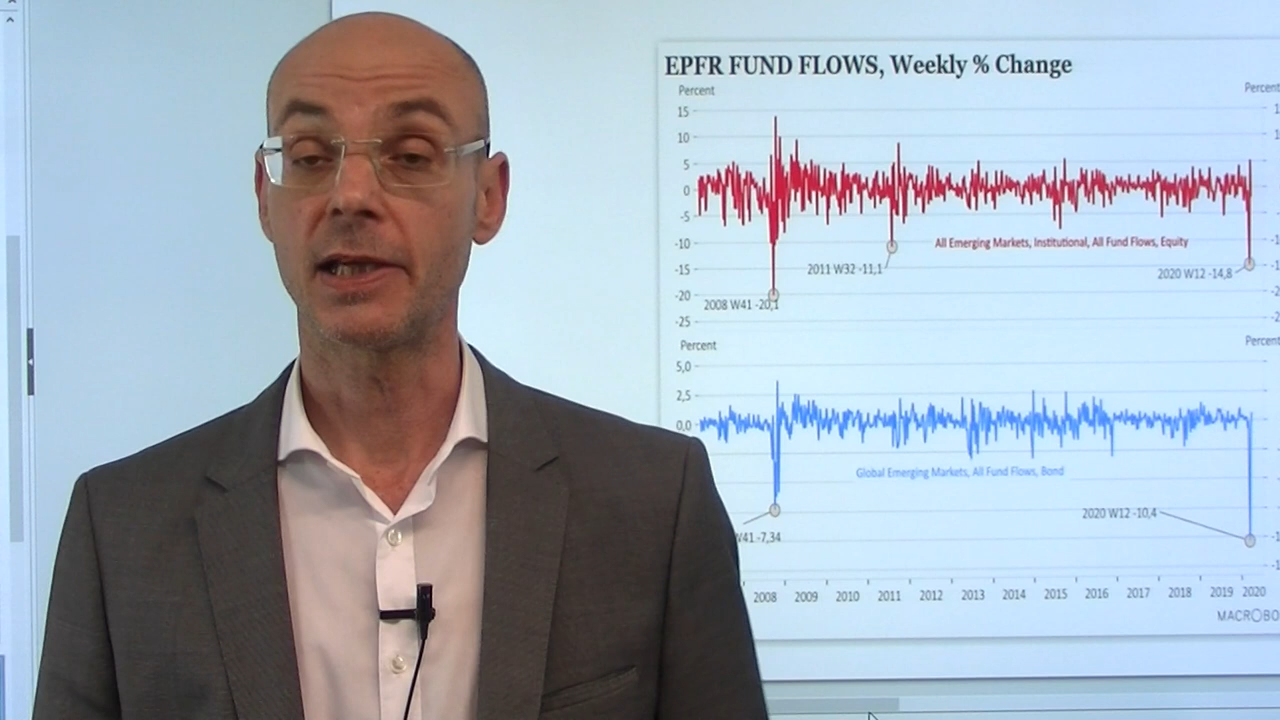 EPFR FUND FLOWS, Weekly % Change
Percent
Percent
15
10
5
0
-5
-10
-15
-20
-25
All Emerging Markets, Institutional, All Fund Flows, Equity
2011 W32 -11,1
2020 W12 -14,8
2008 W41 -20,1
Percent
Percent
5,0
2,5
0,0
Global Emerging Markets, All Fund Flows, Bond
2020 W12 -10,4
W41 -7,34
2008 2009 2010 2011 2012 2013 2014 2015 2016 2017 2018 2019 2020
MACROBO